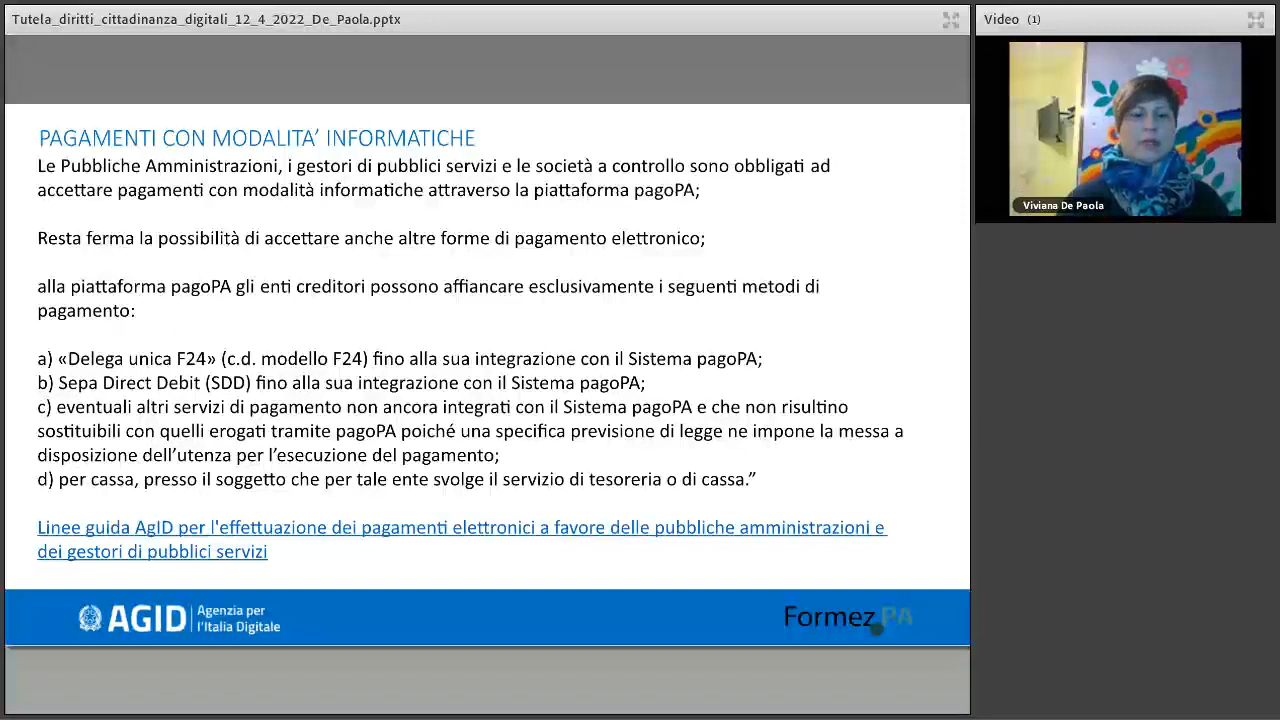 Tutela_diritti_cittadinanza_digitali_12_4_2022_De_Paola.pptx
Video (1)
Viviana De Paola
PAGAMENTI CON MODALITA’ INFORMATICHE
Le Pubbliche Amministrazioni, i gestori di pubblici servizi e le società a controllo sono obbligati ad
accettare pagamenti con modalità informatiche attraverso la piattaforma pagoPA;
Resta ferma la possibilità di accettare anche altre forme di pagamento elettronico;
alla piattaforma pagoPA gli enti creditori possono affiancare esclusivamente i seguenti metodi di
pagamento:
a) «Delega unica F24» (c.d. modello F24) fino alla sua integrazione con il Sistema pagoPA;
b) Sepa Direct Debit (SDD) fino alla sua integrazione con il Sistema pagoPA;
c) eventuali altri servizi di pagamento non ancora integrati con il Sistema pagoPA e che non risultino
sostituibili con quelli erogati tramite pagoPA poiché una specifica previsione di legge ne impone la messa a
disposizione dell’utenza per l’esecuzione del pagamento;
d) per cassa, presso il soggetto che per tale ente svolge il servizio di tesoreria o di cassa.”
Linee guida AgID per l'effettuazione dei pagamenti elettronici a favore delle pubbliche amministrazioni e
dei gestori di pubblici servizi
AGID Agenzia per
l’Italia Digitale
Formez PA